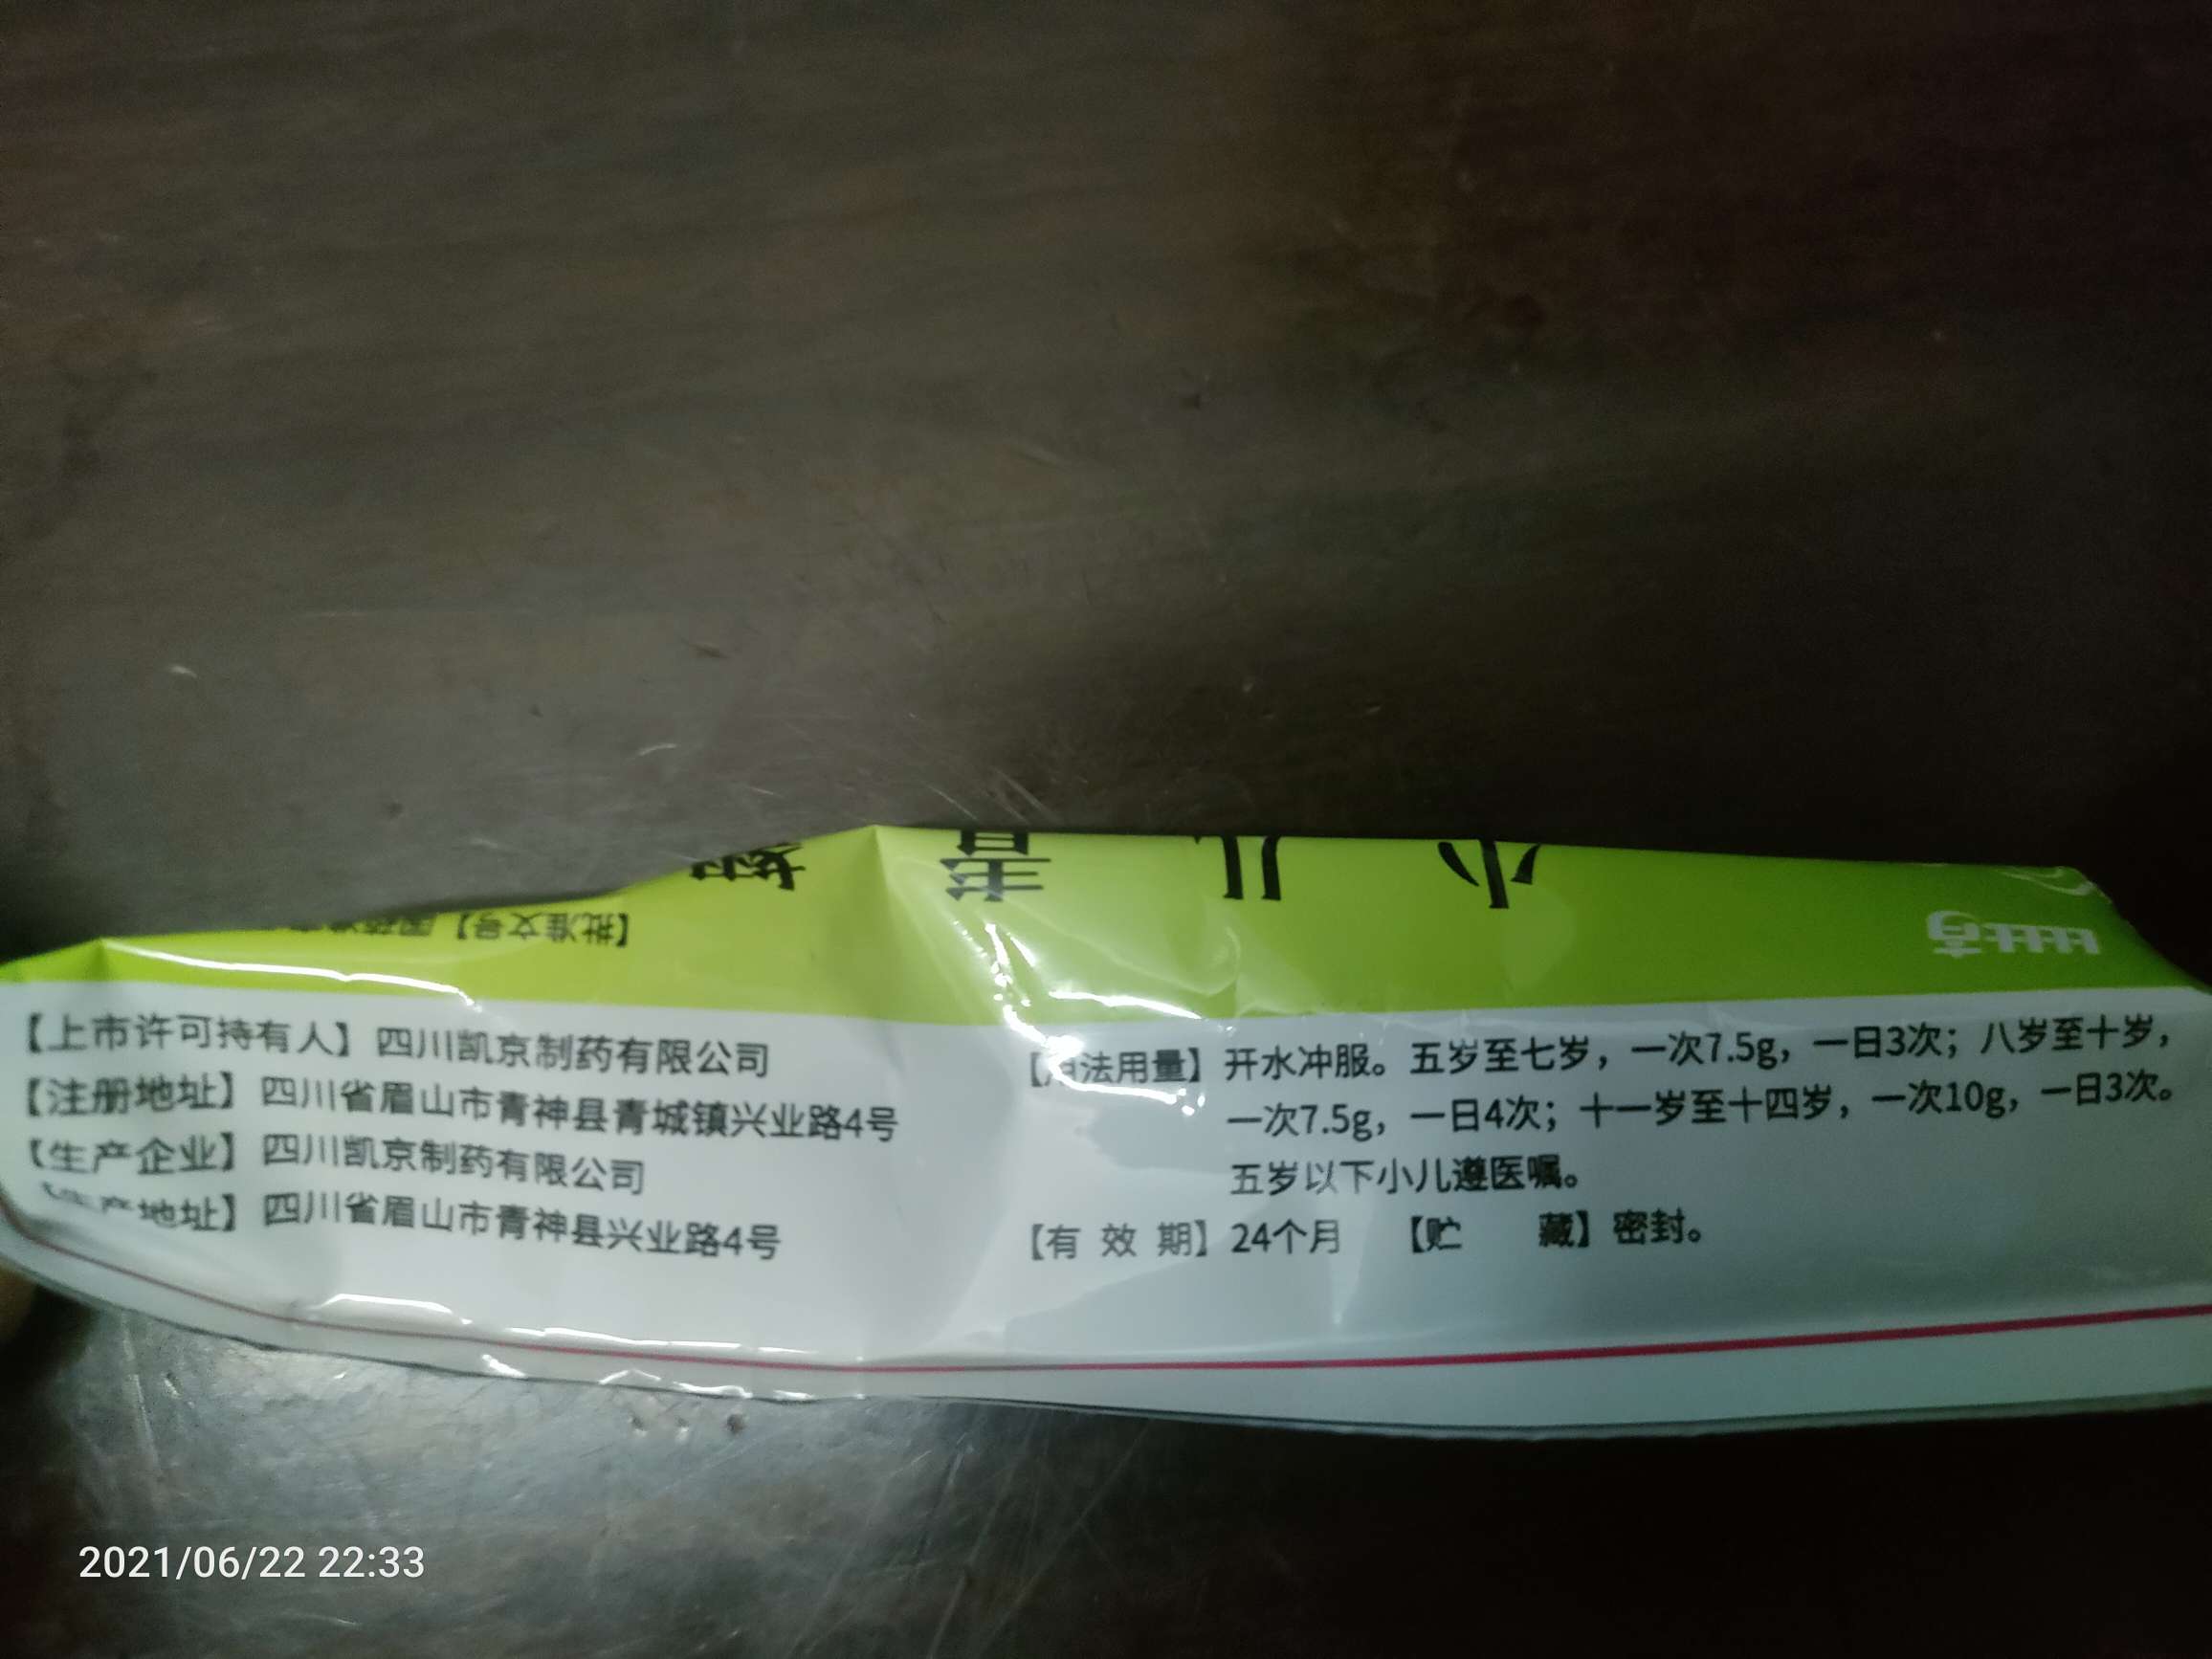 小儿
【批准文号】
【上市许可持有人】四川凯京制药有限公司
【注册地址】四川省眉山市青神县青城镇兴业路4号
【生产企业】四川凯京制药有限公司
产地址】四川省眉山市青神县兴业路4号
【用法用量】开水冲服。五岁至七岁，一次7.5g，一日3次；八岁至十岁，
一次7.5g，一日4次；十一岁至十四岁，一次10g，一日3次。
五岁以下小儿遵医嘱。
【有效期】24个月 【贮 藏】密封。
2021/06/22 22:33